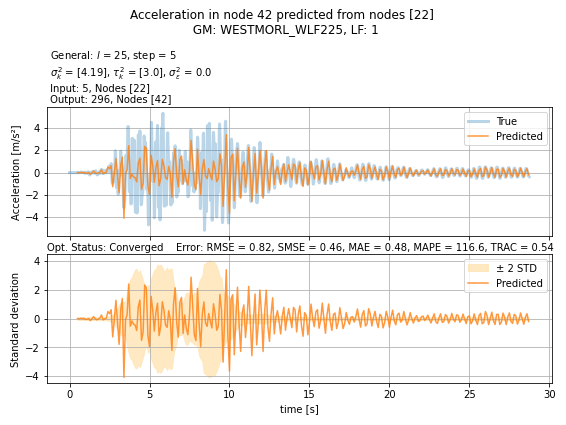 Acceleration in node 42 predicted from nodes [22]
GM: WESTMORL_WLF225, LF: 1
General: l = 25, step = 5
σ²ₖ = [4.19], τ²ₖ = [3.0], σ²ε = 0.0
Input: 5, Nodes [22]
Output: 296, Nodes [42]
Acceleration [m/s²]
4
2
0
−2
−4
True
Predicted
Opt. Status: Converged Error: RMSE = 0.82, SMSE = 0.46, MAE = 0.48, MAPE = 116.6, TRAC = 0.54
Standard deviation
4
2
0
−2
−4
± 2 STD
Predicted
0 5 10 15 20 25 30
time [s]